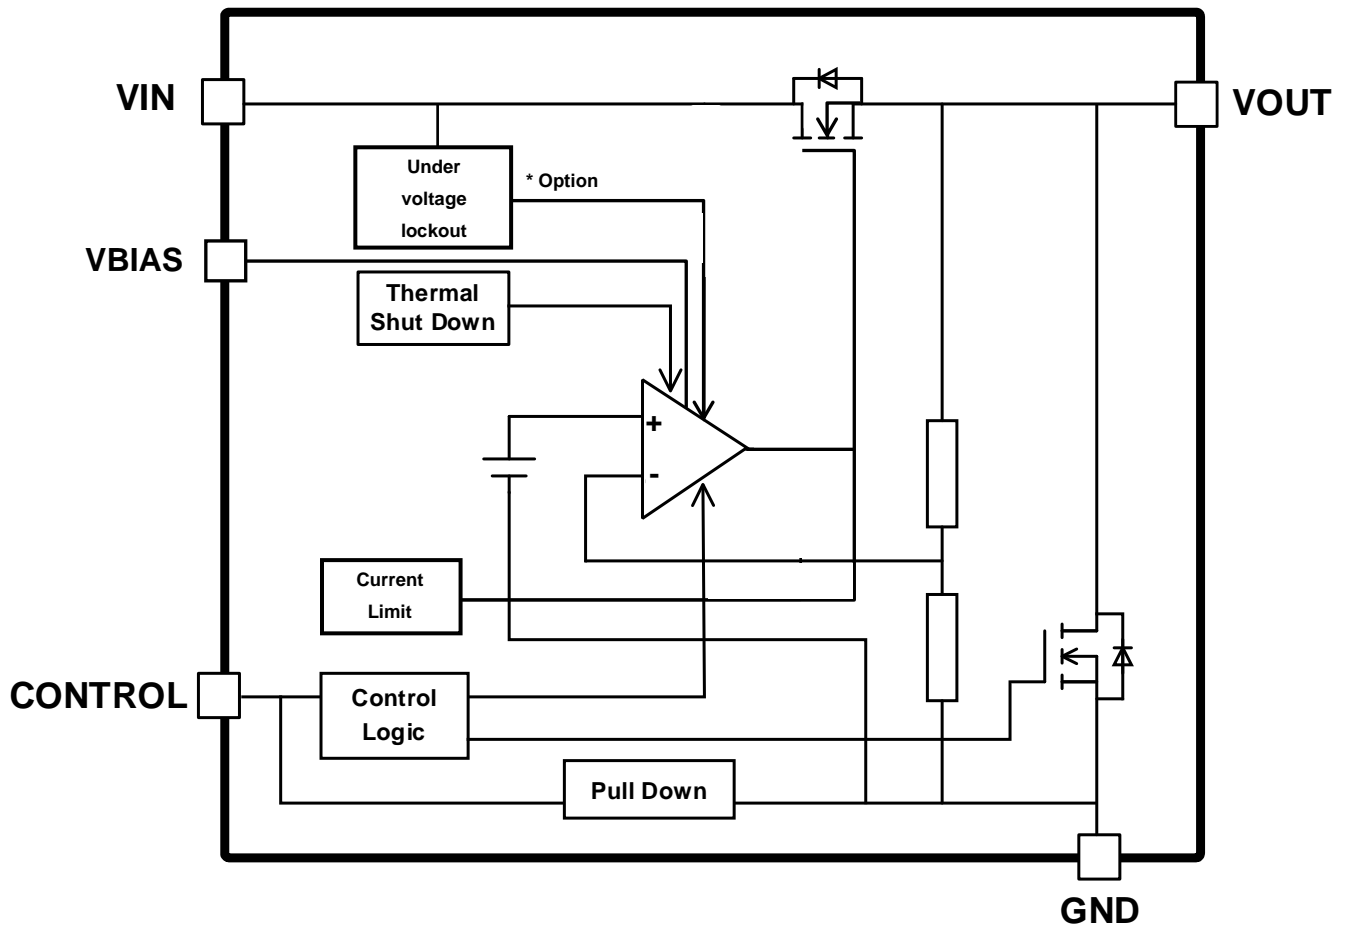 VIN
VOUT
Under
voltage
lockout
* Option
VBIAS
Thermal
Shut Down
+
-
Current
Limit
CONTROL
Control
Logic
Pull Down
GND